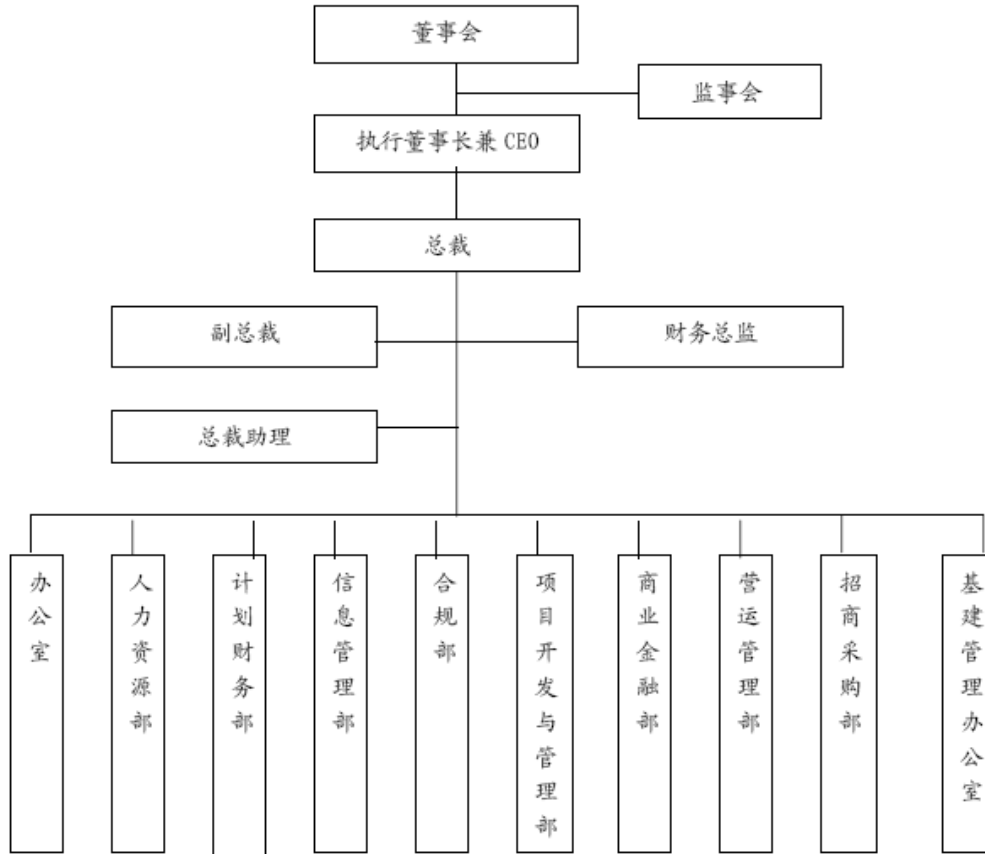 董事会
监事会
执行董事长兼 CEO
总裁
副总裁
财务总监
总裁助理
办公室
人力资源部
计划财务部
信息管理部
合规部
项目开发与管理部
商业金融部
营运管理部
招商采购部
基建管理办公室